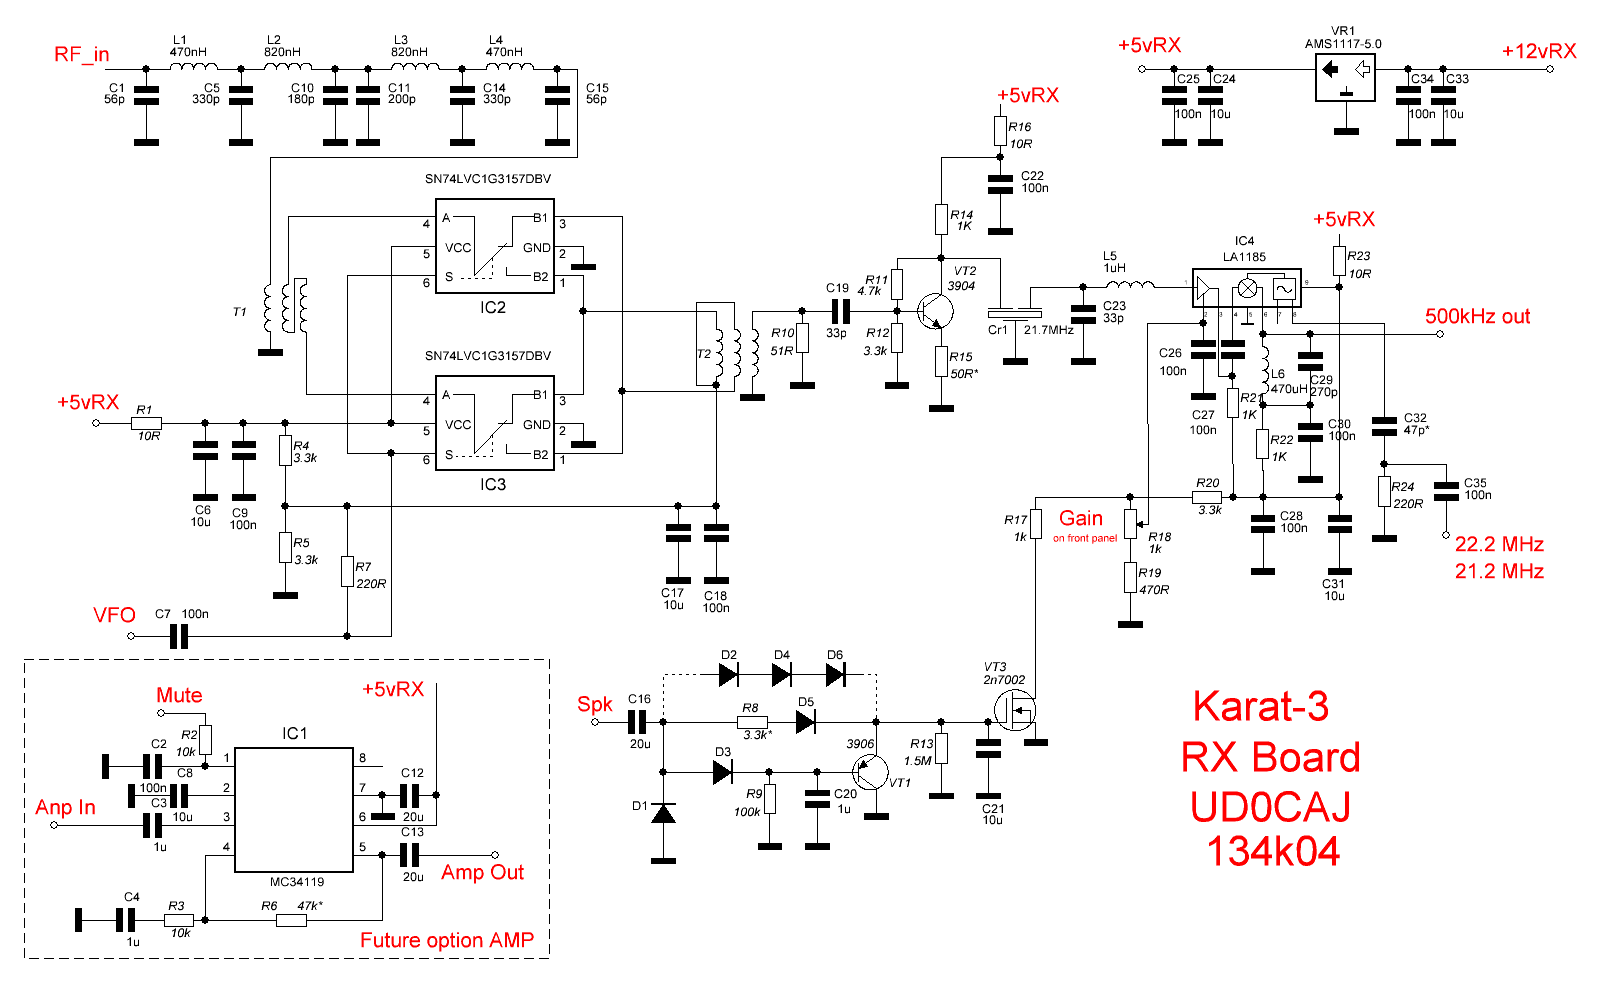 RF_in
L1
470nH
L2
820nH
L3
820nH
L4
470nH
C1
56p
C5
330p
C10
180p
C11
200p
C14
330p
C15
56p
+5vRX
C25
100n
C24
10u
VR1
AMS1117-5.0
C34
100n
C33
10u
+12vRX
SN74LVC1G3157DBV
4 A B1 3
5 VCC GND 2
6 S B2 1
IC2
T1
SN74LVC1G3157DBV
4 A B1 3
5 VCC GND 2
6 S B2 1
IC3
+5vRX
R1
10R
C6
10u
C9
100n
R4
3.3k
R5
3.3k
R7
220R
VFO
C7 100n
T2
C17
10u
C18
100n
R10
51R
C19
33p
R11
4.7k
R12
3.3k
+5vRX
R16
10R
C22
100n
R14
1K
VT2
3904
R15
50R*
Cr1
21.7MHz
C23
33p
L5
1uH
IC4
LA1185
1 2 3 4 5 6 7 8 9
+5vRX
R23
10R
500kHz out
C26
100n
C27
100n
R21
1K
L6
470uH
C29
270p
C30
100n
R22
1K
C32
47p*
R24
220R
C35
100n
22.2 MHz
21.2 MHz
R20
3.3k
R17
1k
Gain
on front panel
R18
1k
R19
470R
C28
100n
C31
10u
Mute
+5vRX
R2
10k
IC1
C2
100n
C8
10u
C3
1u
Anp In
1
2
3
4
8
7
6
5
C12
20u
C13
20u
Amp Out
MC34119
C4
1u
R3
10k
R6
47k*
Future option AMP
Spk
C16
20u
D2
D4
D6
R8
3.3k*
D5
D3
D1
R9
100k
C20
1u
3906
VT1
R13
1.5M
C21
10u
VT3
2n7002
Karat-3
RX Board
UD0CAJ
134k04